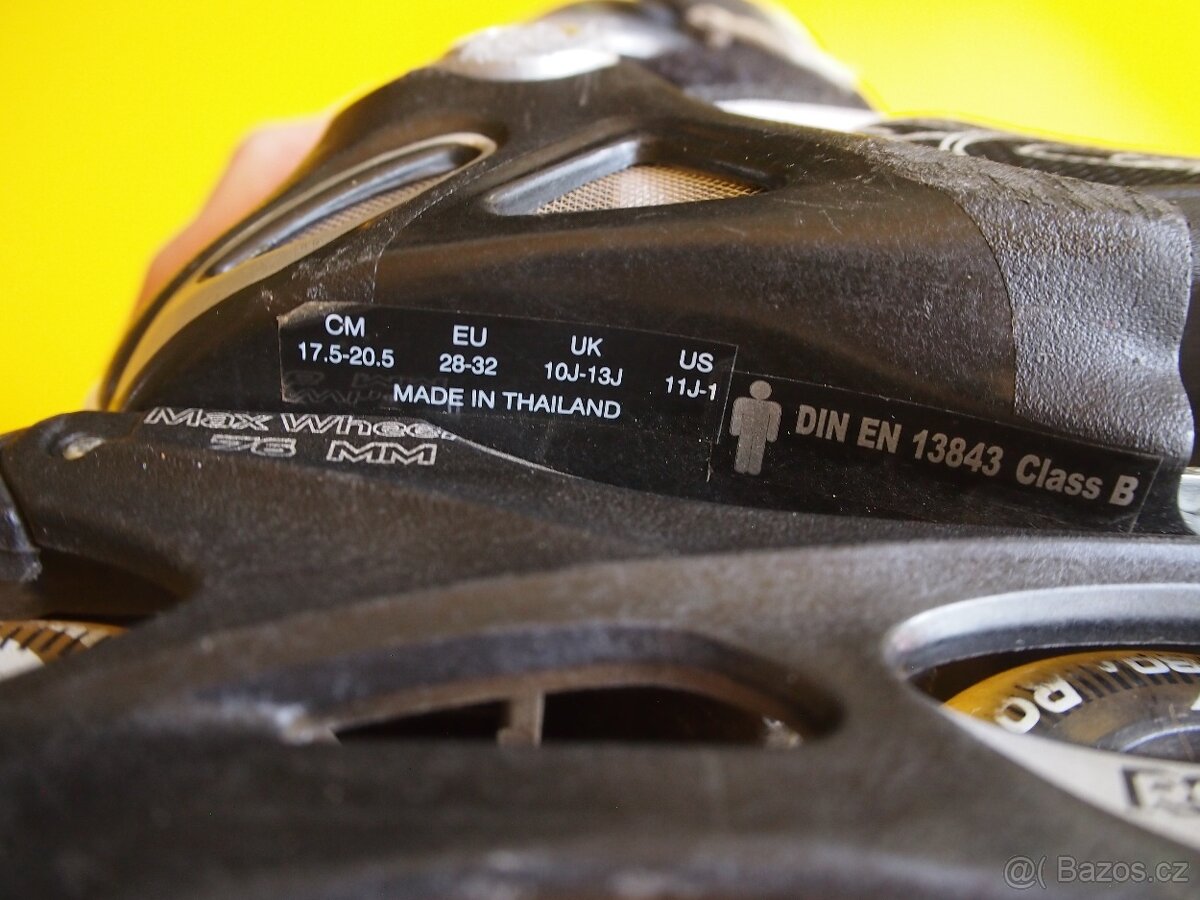 CM EU UK US
17.5-20.5 28-32 10J-13J 11J-1
MADE IN THAILAND
DIN EN 13843 Class B
Max Wheel
76 MM
@( Bazos.cz